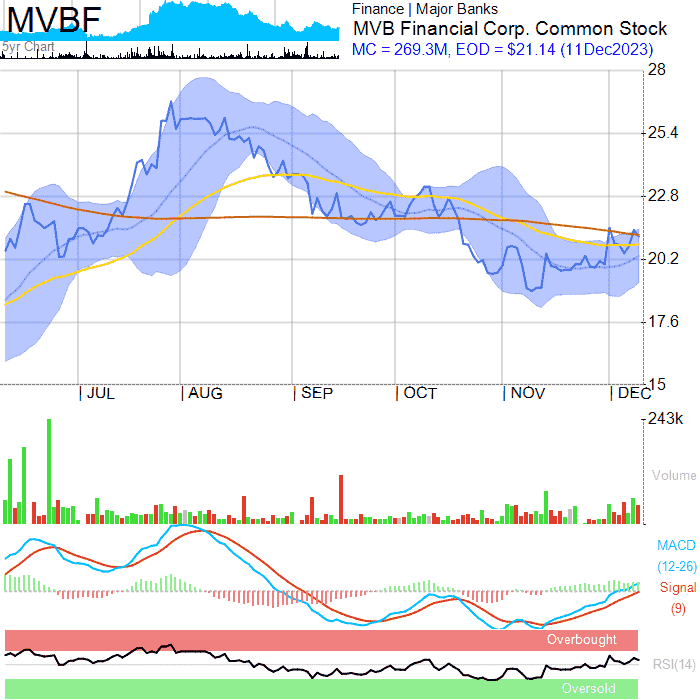 MVBF
5yr Chart
Finance | Major Banks
MVB Financial Corp. Common Stock
MC = 269.3M, EOD = $21.14 (11Dec2023)
28
25.4
22.8
20.2
17.6
15
| JUL | AUG | SEP | OCT | NOV | DEC
243k
Volume
MACD
(12-26)
Signal
(9)
Overbought
RSI(14)
Oversold